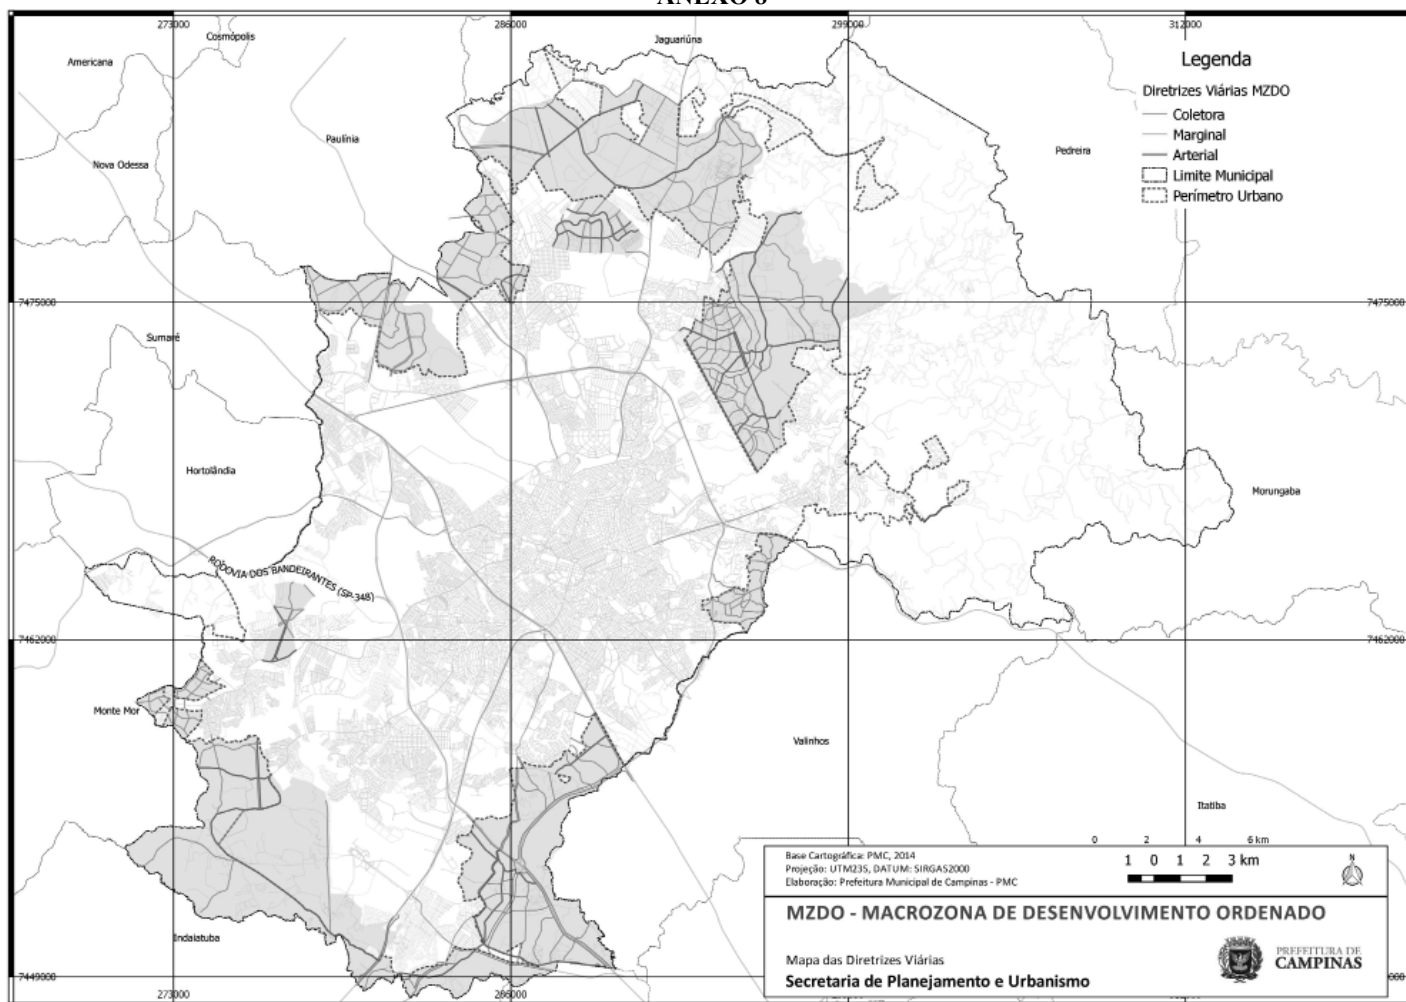 ANEXO 8
273000
286000
299000
312000
Cosmópolis
Jaguariúna
Americana
Paulínia
Nova Odessa
Pedreira
Legenda
Diretrizes Viárias MZDO
Coletora
Marginal
Arterial
Limite Municipal
Perímetro Urbano
7475000
7475000
Sumaré
Hortolândia
Morungaba
RODOVIA DOS BANDEIRANTES (SP-348)
7462000
7462000
Monte Mor
Valinhos
Itatiba
Indaiatuba
7449000
273000
286000
0 2 4 6 km
1 0 1 2 3 km
N
Base Cartográfica: PMC, 2014
Projeção: UTM23S, DATUM: SIRGAS2000
Elaboração: Prefeitura Municipal de Campinas - PMC
MZDO - MACROZONA DE DESENVOLVIMENTO ORDENADO
Mapa das Diretrizes Viárias
Secretaria de Planejamento e Urbanismo
PREFEITURA DE
CAMPINAS